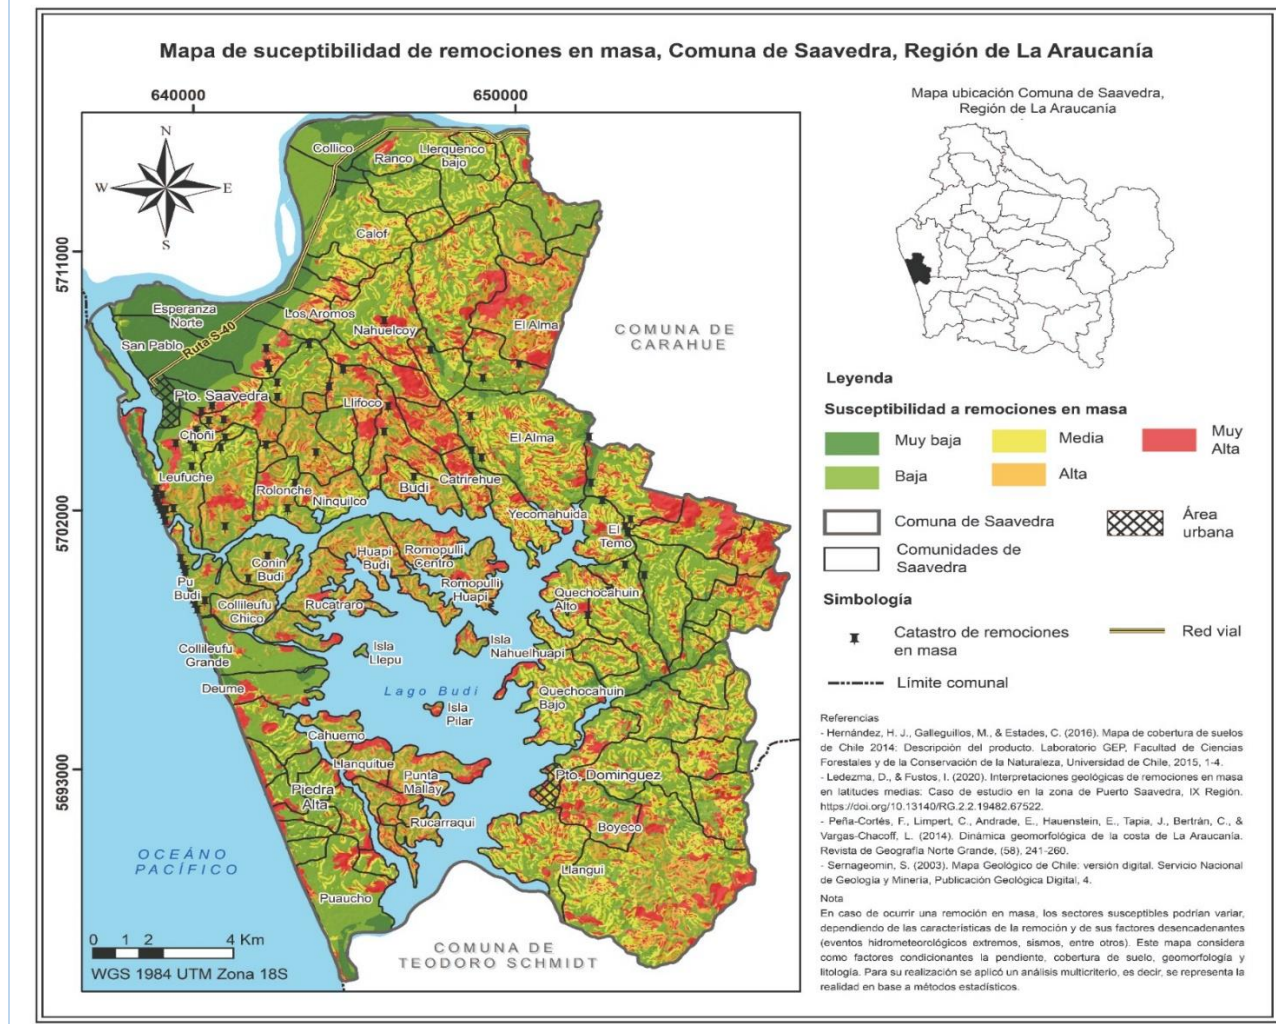 Mapa de suceptibilidad de remociones en masa, Comuna de Saavedra, Región de La Araucanía
640000
650000
5711000
5702000
5693000
N
W
E
S
Collico
Ranco
Llerquenco
bajo
Calof
Esperanza
Norte
San Pablo
Ruta S-40
Los Aromos
Nahuelcoy
El Alma
COMUNA DE
CARAHUE
Pto. Saavedra
Llifoco
Choñi
El Alma
Leufuche
Rolonche
Ninquilco
Budi
Catrirehue
Yecomahuida
El
Temo
Conin
Budi
Huapi
Budi
Romopulli
Centro
Romopulli
Huapi
Pu
Budi
Collileufu
Chico
Rucatraro
Quechocahuin
Alto
Collileufu
Grande
Isla
Llepu
Isla
Nahuelhuapi
Deume
Lago Budi
Quechocahuin
Bajo
Isla
Pilar
Cahuemo
Llanquitue
Punta
Mallay
Piedra
Alta
Pto. Dominguez
Rucarraqui
Boyeco
Llangui
Puaucho
OCEÁNO
PACÍFICO
COMUNA DE
TEODORO SCHMIDT
0 1 2 4 Km
WGS 1984 UTM Zona 18S
Mapa ubicación Comuna de Saavedra,
Región de La Araucanía
Leyenda
Susceptibilidad a remociones en masa
Muy baja
Media
Muy
Alta
Baja
Alta
Comuna de Saavedra
Área
urbana
Comunidades de
Saavedra
Simbología
Catastro de remociones
en masa
Red vial
Límite comunal
Referencias
- Hernández, H. J., Galleguillos, M., & Estades, C. (2016). Mapa de cobertura de suelos
de Chile 2014: Descripción del producto. Laboratorio GEP, Facultad de Ciencias
Forestales y de la Conservación de la Naturaleza, Universidad de Chile, 2015, 1-4.
- Ledezma, D., & Fustos, I. (2020). Interpretaciones geológicas de remociones en masa
en latitudes medias: Caso de estudio en la zona de Puerto Saavedra, IX Región.
https://doi.org/10.13140/RG.2.2.19482.67522.
- Peña-Cortés, F., Limpert, C., Andrade, E., Hauenstein, E., Tapia, J., Bertrán, C., &
Vargas-Chacoff, L. (2014). Dinámica geomorfológica de la costa de La Araucanía.
Revista de Geografía Norte Grande, (58), 241-260.
- Sernageomin, S. (2003). Mapa Geológico de Chile: versión digital. Servicio Nacional
de Geología y Minería, Publicación Geológica Digital, 4.
Nota
En caso de ocurrir una remoción en masa, los sectores susceptibles podrían variar,
dependiendo de las características de la remoción y de sus factores desencadenantes
(eventos hidrometeorológicos extremos, sismos, entre otros). Este mapa considera
como factores condicionantes la pendiente, cobertura de suelo, geomorfología y
litología. Para su realización se aplicó un análisis multicriterio, es decir, se representa la
realidad en base a métodos estadísticos.